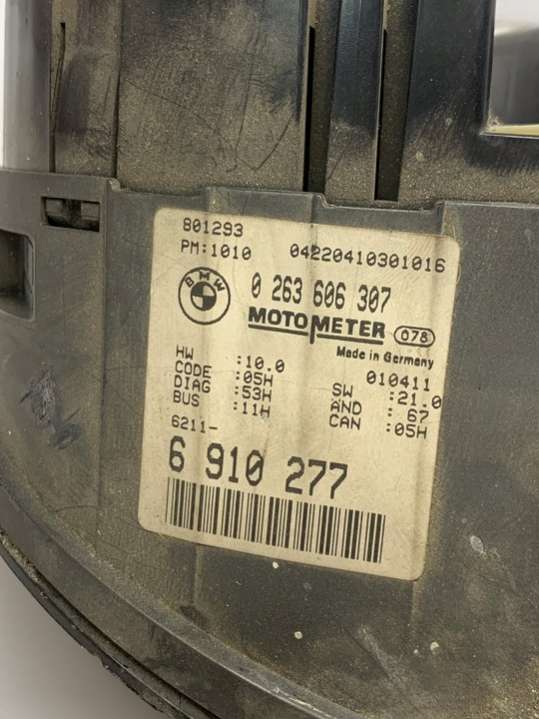 801293
PM:1010 04220410301016
BMW 0 263 606 307
MOTOMETER 078
Made in Germany
HW :10.0 010411
CODE :05H SW :21.0
DIAG :53H AND : 67
BUS :11H CAN :05H
6211-
6 910 277